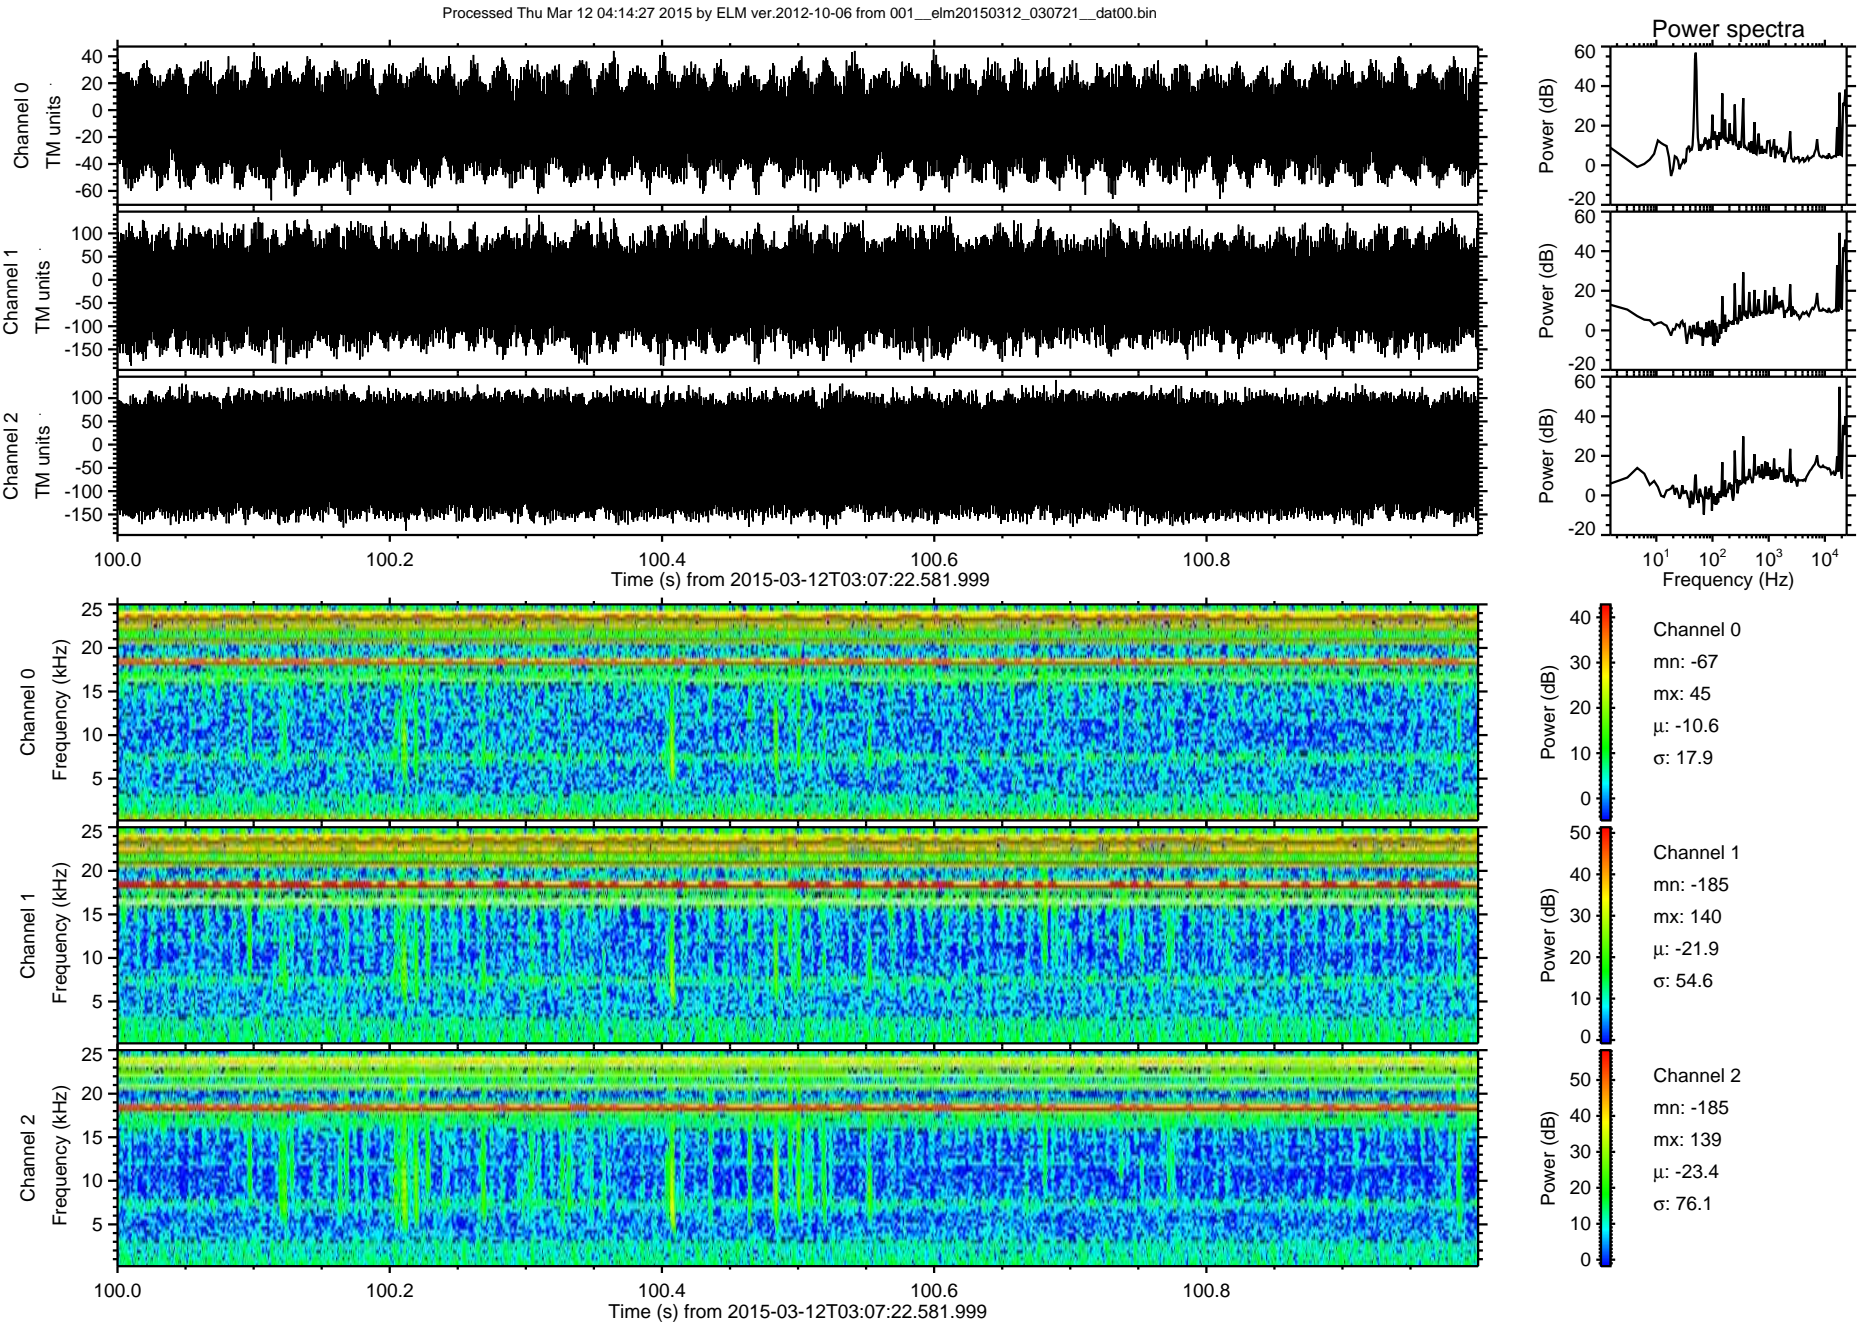 Processed Thu Mar 12 04:14:27 2015 by ELM ver.2012-10-06 from 001__elm20150312_030721__dat00.bin
Power spectra
Channel 0
TM units
40
20
0
-20
-40
-60
Power (dB)
60
40
20
0
-20
Channel 1
TM units
100
50
0
-50
-100
-150
Power (dB)
60
40
20
0
-20
Channel 2
TM units
100
50
0
-50
-100
-150
Power (dB)
60
40
20
0
-20
100.0 100.2 100.4 100.6 100.8
Time (s) from 2015-03-12T03:07:22.581.999
10^1 10^2 10^3 10^4
Frequency (Hz)
Channel 0
Frequency (kHz)
25
20
15
10
5
Power (dB)
40
30
20
10
0
Channel 0
mn: -67
mx: 45
μ: -10.6
σ: 17.9
Channel 1
Frequency (kHz)
25
20
15
10
5
Power (dB)
50
40
30
20
10
0
Channel 1
mn: -185
mx: 140
μ: -21.9
σ: 54.6
Channel 2
Frequency (kHz)
25
20
15
10
5
Power (dB)
50
40
30
20
10
0
Channel 2
mn: -185
mx: 139
μ: -23.4
σ: 76.1
100.0 100.2 100.4 100.6 100.8
Time (s) from 2015-03-12T03:07:22.581.999